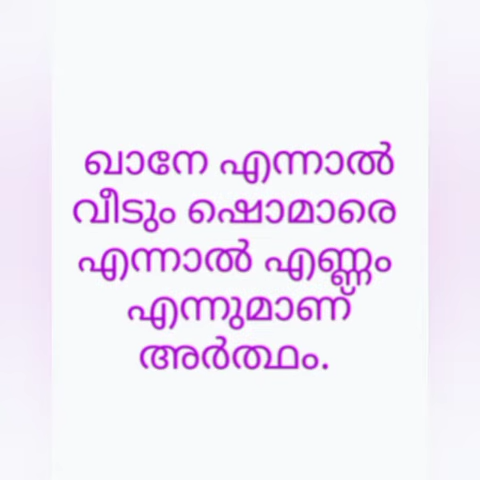 ഖാനേ എന്നാൽ
വീടും ഷൊമാരെ
എന്നാൽ എണ്ണം
എന്നുമാണ്
അർത്ഥം.